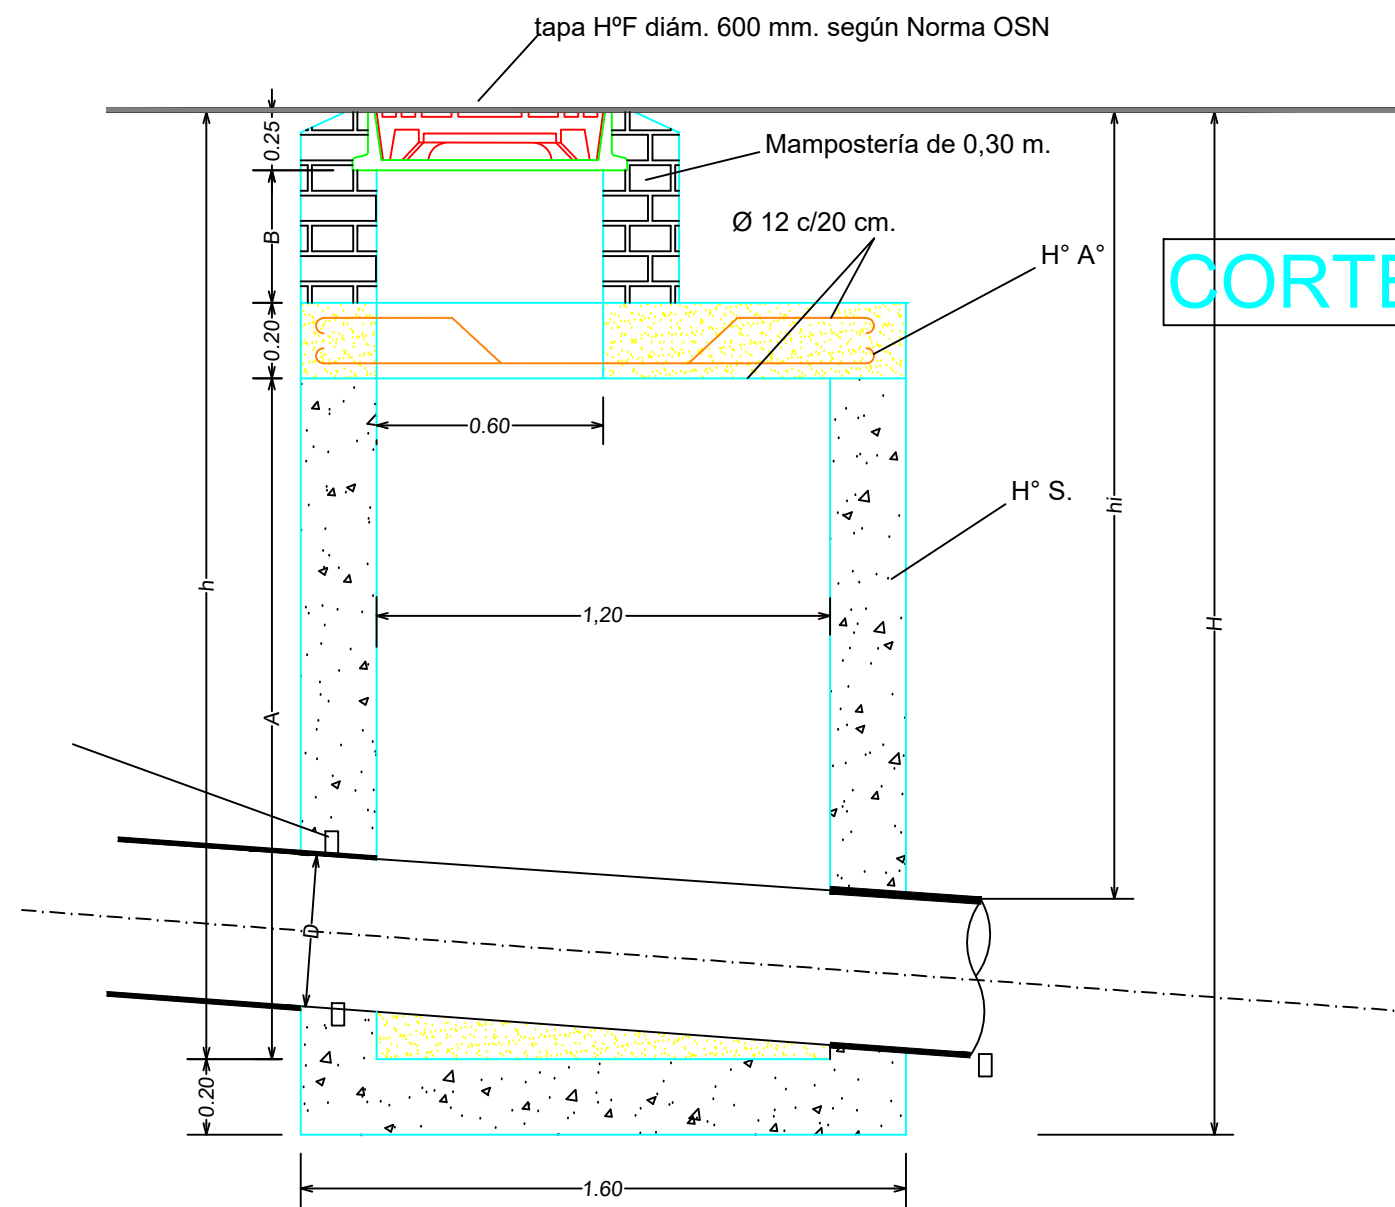 tapa HºF diám. 600 mm. según Norma OSN
0.25
Mampostería de 0,30 m.
Ø 12 c/20 cm.
B
H° A°
CORTE
0.20
0.60
H° S.
hi
h
1,20
H
A
D
0.20
1.60